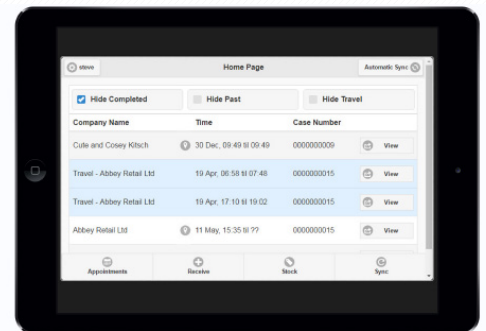 steve Home Page Automatic Sync
Hide Completed Hide Past Hide Travel
Company Name Time Case Number
Cute and Cosey Kitsch 30 Dec, 09:49 til 09:49 0000000009 View
Travel - Abbey Retail Ltd 19 Apr, 06:58 til 07:48 0000000015 View
Travel - Abbey Retail Ltd 19 Apr, 17:10 til 19:02 0000000015 View
Abbey Retail Ltd 11 May, 15:35 til ?? 0000000015 View
Appointments Receive Stock Sync